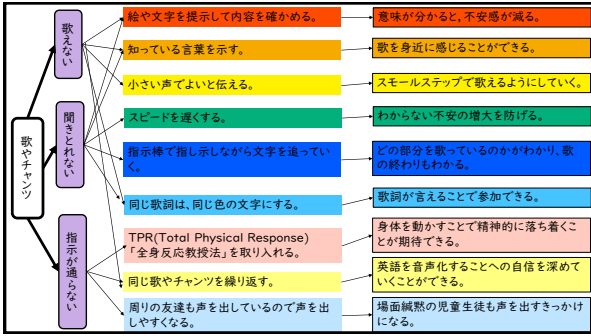 歌やチャンツ
歌えない
聞きとれない
指示が通らない
絵や文字を提示して内容を確かめる。
意味が分かると,不安感が減る。
知っている言葉を示す。
歌を身近に感じることができる。
小さい声でよいと伝える。
スモールステップで歌えるようにしていく。
スピードを遅くする。
わからない不安の増大を防げる。
指示棒で指し示しながら文字を追ってい
く。
どの部分を歌っているのかがわかり、歌
の終わりもわかる。
同じ歌詞は、同じ色の文字にする。
歌詞が言えることで参加できる。
TPR(Total Physical Response)
「全身反応教授法」を取り入れる。
身体を動かすことで精神的に落ち着くこ
とが期待できる。
同じ歌やチャンツを繰り返す。
英語を音声化することへの自信を深めて
いくことができる。
周りの友達も声を出しているので声を出
しやすくなる。
場面緘黙の児童生徒も声を出すきっかけ
になる。